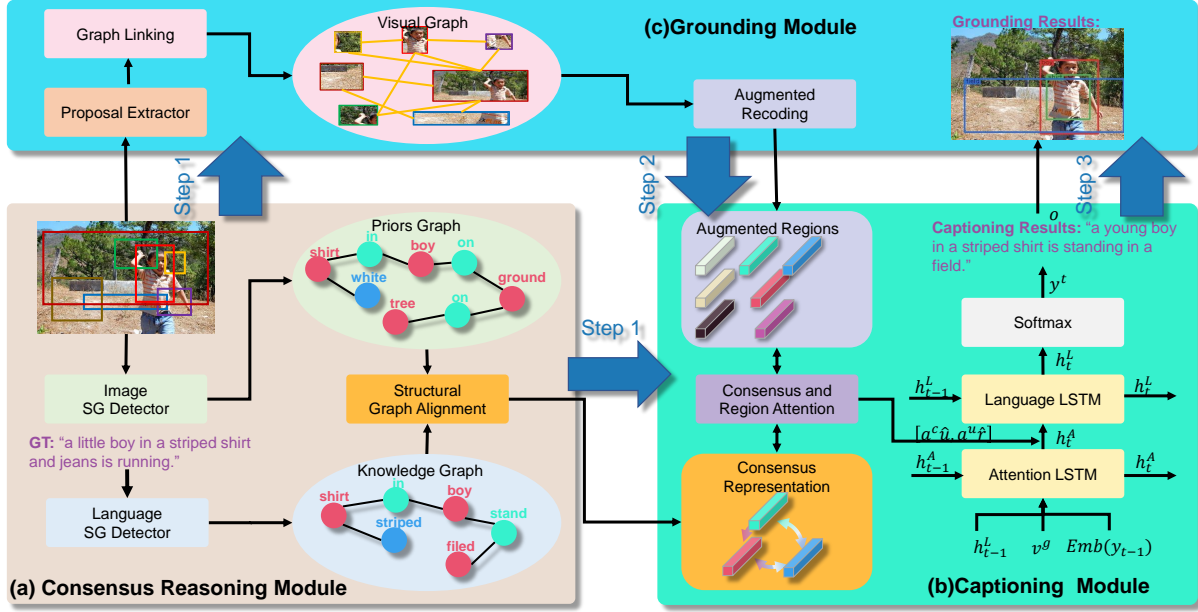 Graph Linking
Proposal Extractor
Visual Graph
(c)Grounding Module
Augmented
Recoding
Grounding Results:
Step 1
Step 2
Step 3
Priors Graph
shirt
in
boy
on
white
ground
tree
on
Image
SG Detector
Structural
Graph Alignment
GT: “a little boy in a striped shirt
and jeans is running.”
Language
SG Detector
Knowledge Graph
shirt
in
boy
striped
stand
filed
(a) Consensus Reasoning Module
Step 1
Augmented Regions
Consensus and
Region Attention
Consensus
Representation
o
Captioning Results: “a young boy
in a striped shirt is standing in a
field.”
y^t
Softmax
h_t^L
h_{t-1}^L
Language LSTM
h_t^L
[a^c û, a^u r̂]
h_t^A
h_{t-1}^A
Attention LSTM
h_t^A
h_{t-1}^L
v^g
Emb(y_{t-1})
(b)Captioning Module